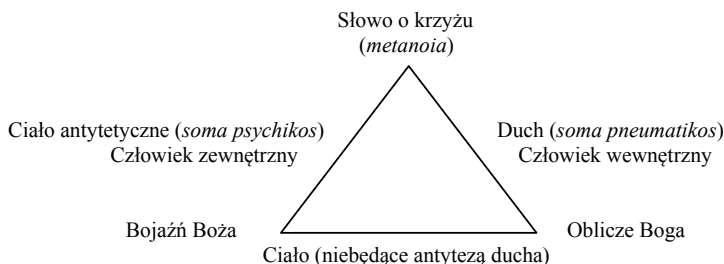 Słowo o krzyżu
(metanoia)
Ciało antytetyczne (soma psychikos)
Człowiek zewnętrzny
Duch (soma pneumatikos)
Człowiek wewnętrzny
Bojaźń Boża
Oblicze Boga
Ciało (niebędące antytezą ducha)